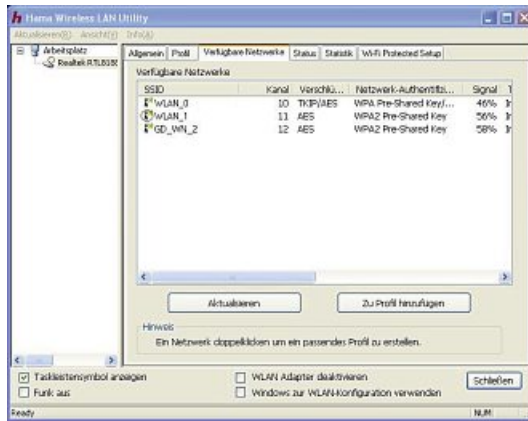 Hama Wireless LAN Utility
Aktualisieren(R) Ansicht(V) Info(A)
Arbeitsplatz
Realtek RTL8188
Allgemein Profil Verfügbare Netzwerke Status Statistik Wi-Fi Protected Setup
Verfügbare Netzwerke
SSID Kanal Verschlü... Netzwerk-Authentifizi... Signal T
WLAN_0 10 TKIP/AES WPA Pre-Shared Key/... 46% In
WLAN_1 11 AES WPA2 Pre-Shared Key 56% In
GD_WN_2 12 AES WPA2 Pre-Shared Key 58% In
Aktualisieren Zu Profil hinzufügen
Hinweis
Ein Netzwerk doppelklicken um ein passendes Profil zu erstellen.
Taskleistensymbol anzeigen WLAN Adapter deaktivieren
Schließen
Funk aus Windows zur WLAN-Konfiguration verwenden
Ready NUM